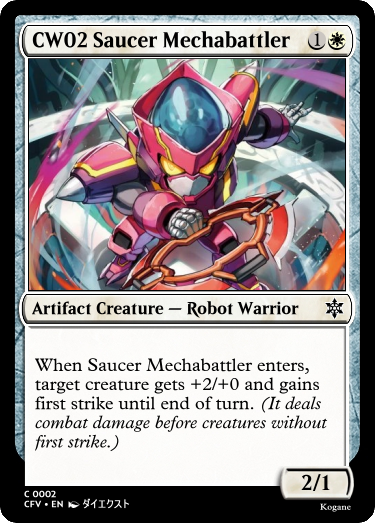 CW02 Saucer Mechabattler 1
Artifact Creature — Robot Warrior
When Saucer Mechabattler enters,
target creature gets +2/+0 and gains
first strike until end of turn. (It deals
combat damage before creatures without
first strike.)
2/1
C 0002
CFV • EN ダイエクスト
Kogane